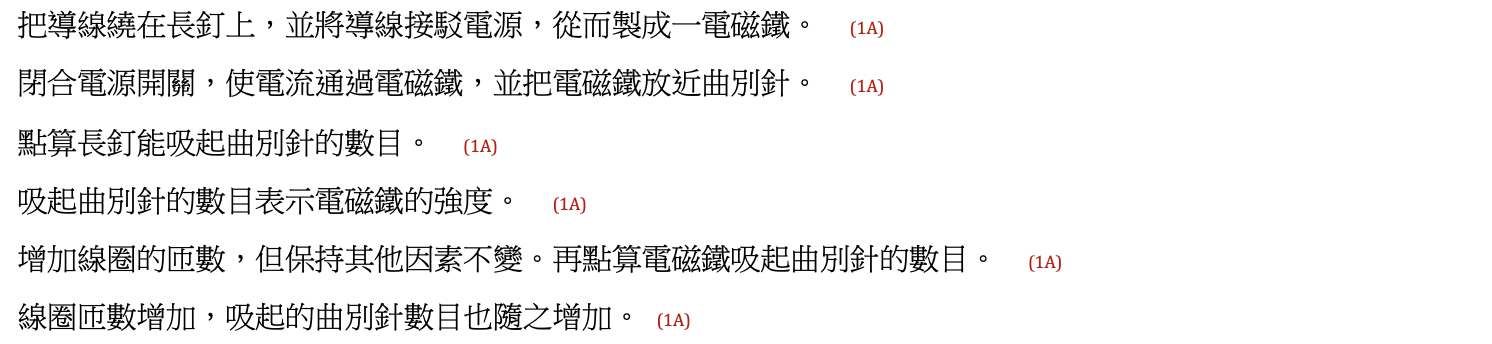 把導線繞在長釘上，並將導線接駁電源，從而製成一電磁鐵。 (1A)
閉合電源開關，使電流通過電磁鐵，並把電磁鐵放近曲別針。 (1A)
點算長釘能吸起曲別針的數目。 (1A)
吸起曲別針的數目表示電磁鐵的強度。 (1A)
增加線圈的匝數，但保持其他因素不變。再點算電磁鐵吸起曲別針的數目。 (1A)
線圈匝數增加，吸起的曲別針數目也隨之增加。 (1A)